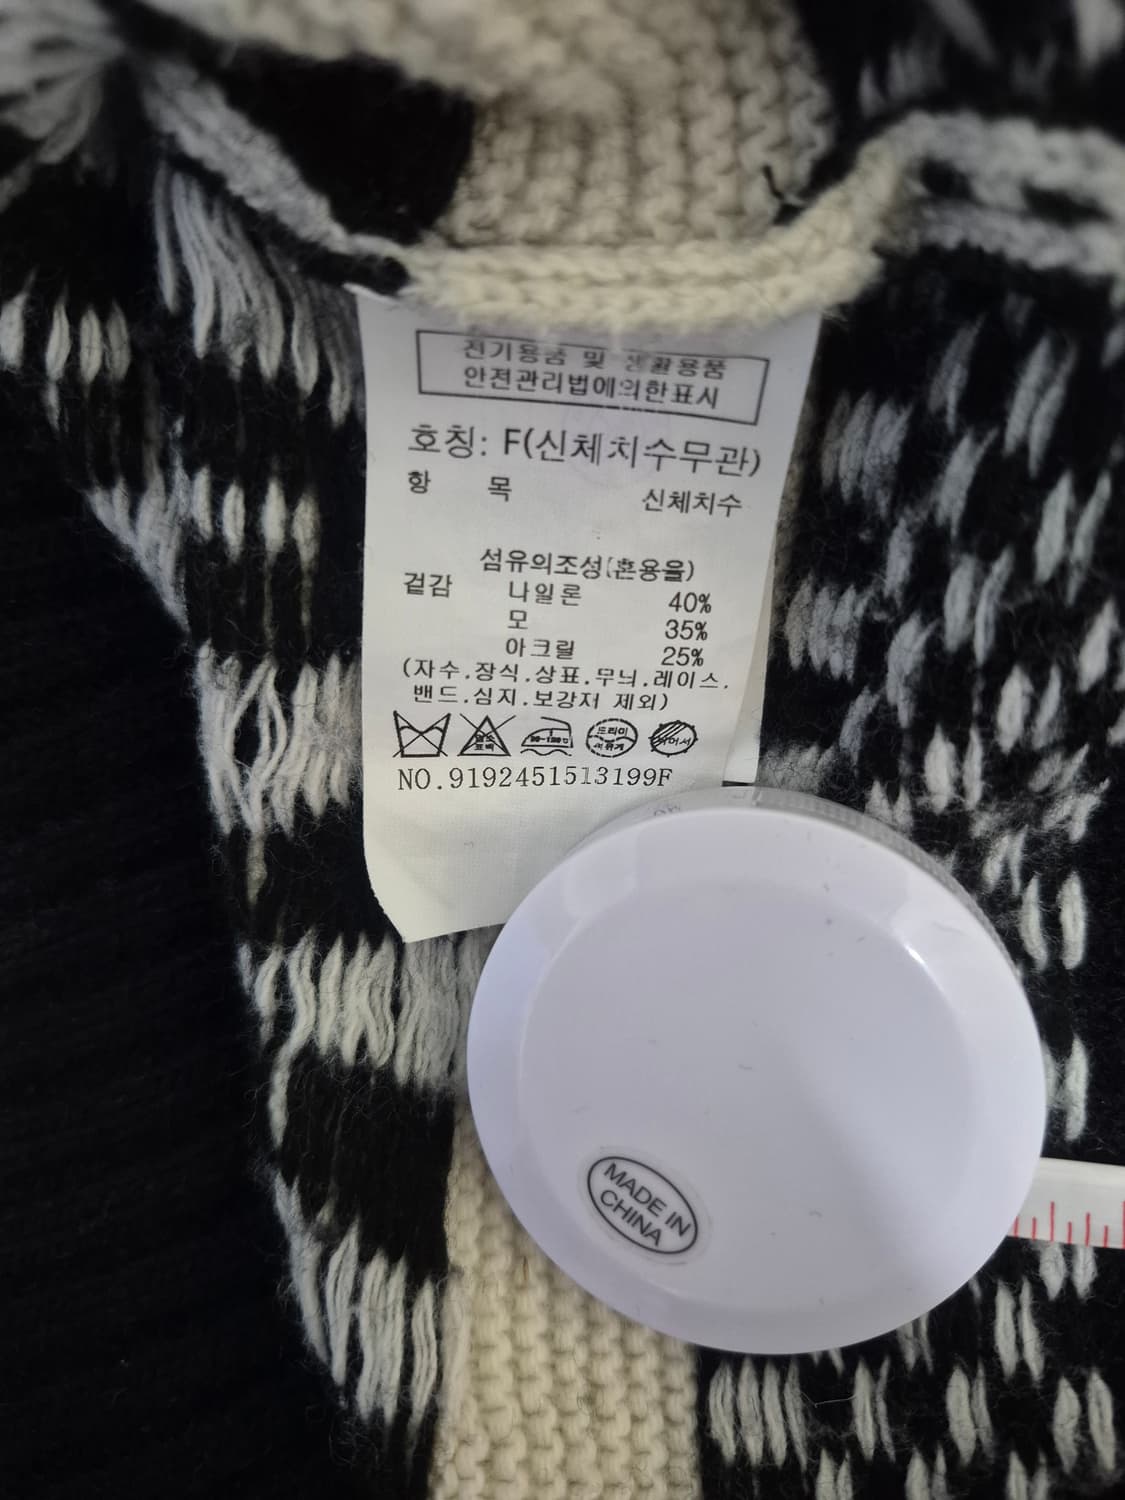 전기용품 및 생활용품
안전관리법에의한표시
호칭: F(신체치수무관)
항 목 신체치수
섬유의조성(혼용율)
겉감 나일론 40%
모 35%
아크릴 25%
(자수.장식.상표.무늬.레이스.
밴드.심지.보강저 제외)
NO.9192451513199F
MADE IN
CHINA